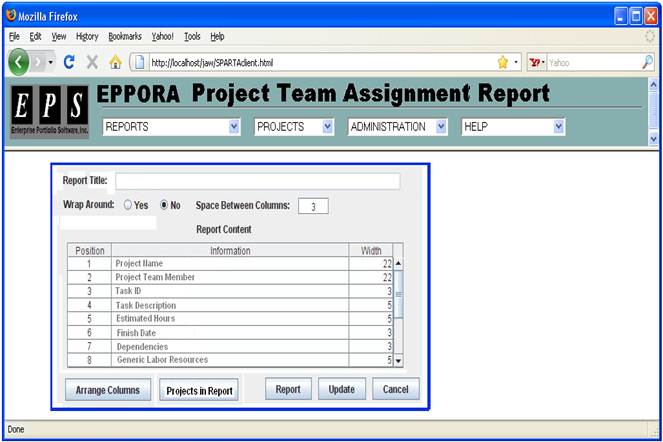 Mozilla Firefox
File Edit View History Bookmarks Yahoo! Tools Help
http://localhost/jaw/SPARTAclient.html
Yahoo
EPS
Enterprise Portfolio Software, Inc.
EPPORA Project Team Assignment Report
REPORTS PROJECTS ADMINISTRATION HELP
Report Title:
Wrap Around: Yes No Space Between Columns: 3
Report Content
Position Information Width
1 Project Name 22
2 Project Team Member 22
3 Task ID 3
4 Task Description 5
5 Estimated Hours 5
6 Finish Date 3
7 Dependencies 3
8 Generic Labor Resources 5
Arrange Columns Projects in Report Report Update Cancel
Done